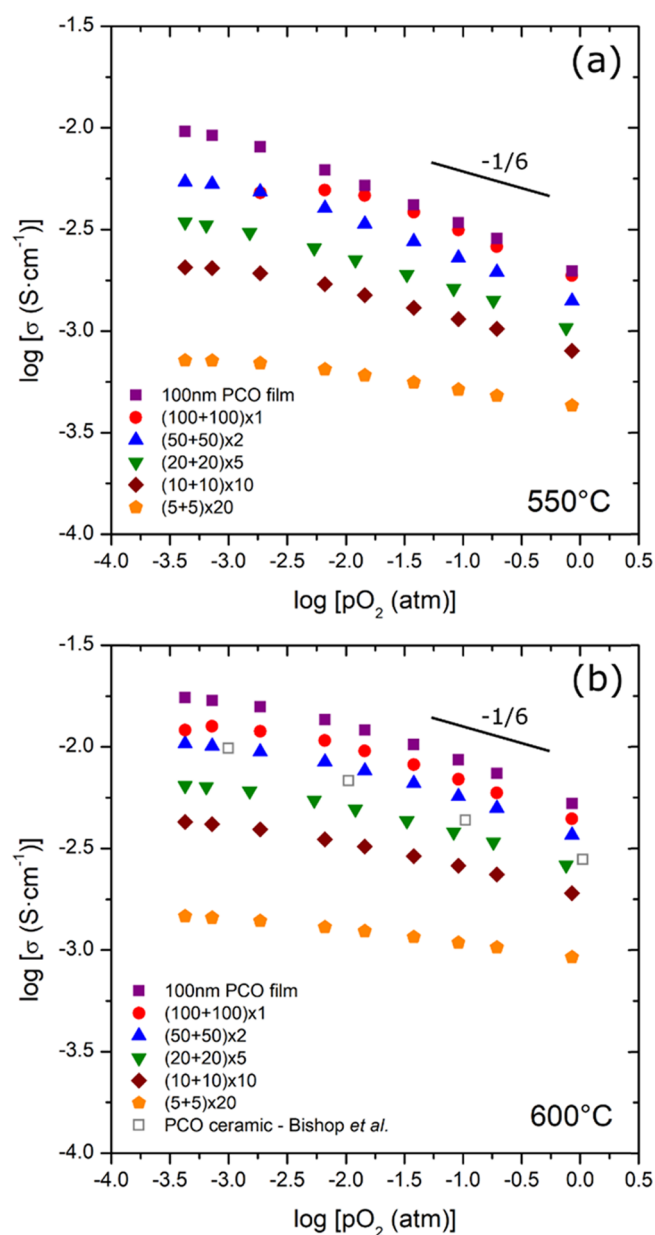 -1.5
(a)
-2.0
-1/6
-2.5
log [σ (S·cm⁻¹)]
-3.0
100nm PCO film
(100+100)x1
-3.5
(50+50)x2
(20+20)x5
(10+10)x10
(5+5)x20
550°C
-4.0
-4.0 -3.5 -3.0 -2.5 -2.0 -1.5 -1.0 -0.5 0.0 0.5
log [pO₂ (atm)]
-1.5
(b)
-1/6
-2.0
-2.5
log [σ (S·cm⁻¹)]
-3.0
100nm PCO film
(100+100)x1
-3.5
(50+50)x2
(20+20)x5
(10+10)x10
(5+5)x20
PCO ceramic - Bishop et al.
600°C
-4.0
-4.0 -3.5 -3.0 -2.5 -2.0 -1.5 -1.0 -0.5 0.0 0.5
log [pO₂ (atm)]